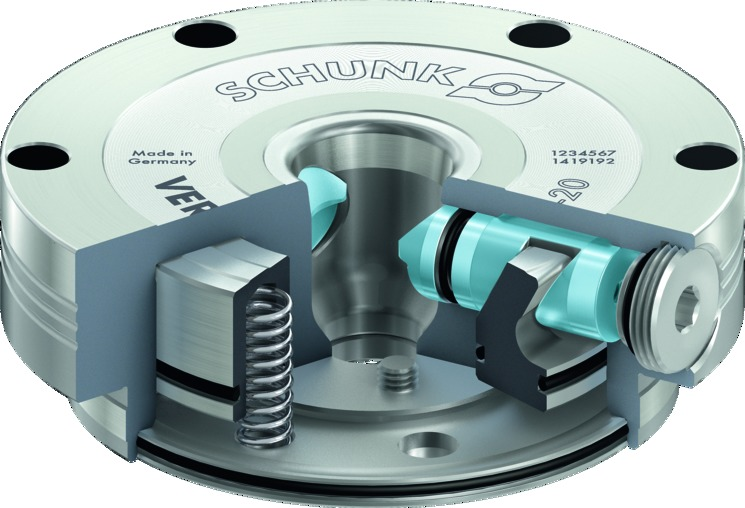 SCHUNK
Made in
Germany
1234567
1419192
VER
-20